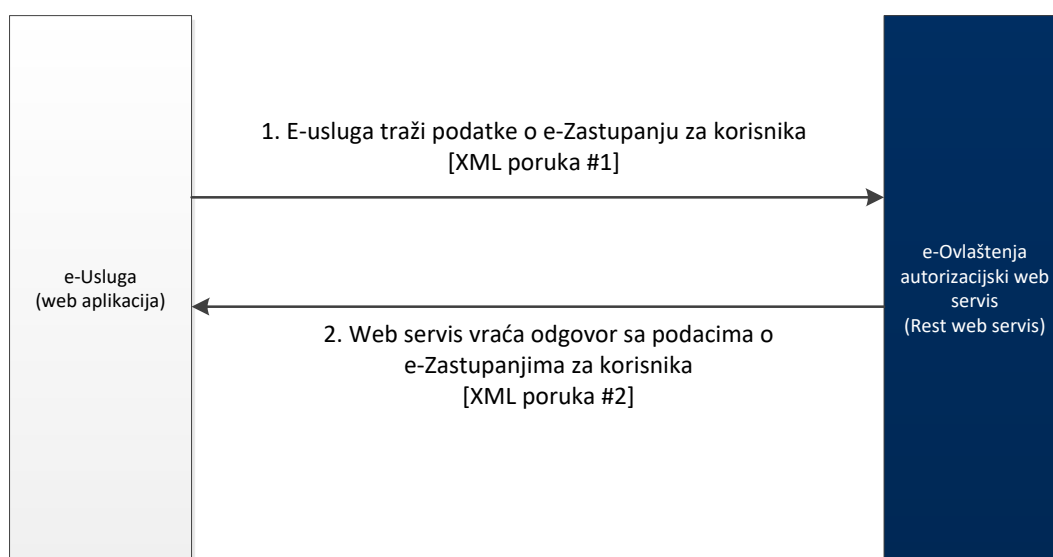 1. E-usluga traži podatke o e-Zastupanju za korisnika
[XML poruka #1]
e-Usluga
(web aplikacija)
e-Ovlaštenja
autorizacijski web
servis
(Rest web servis)
2. Web servis vraća odgovor sa podacima o
e-Zastupanjima za korisnika
[XML poruka #2]